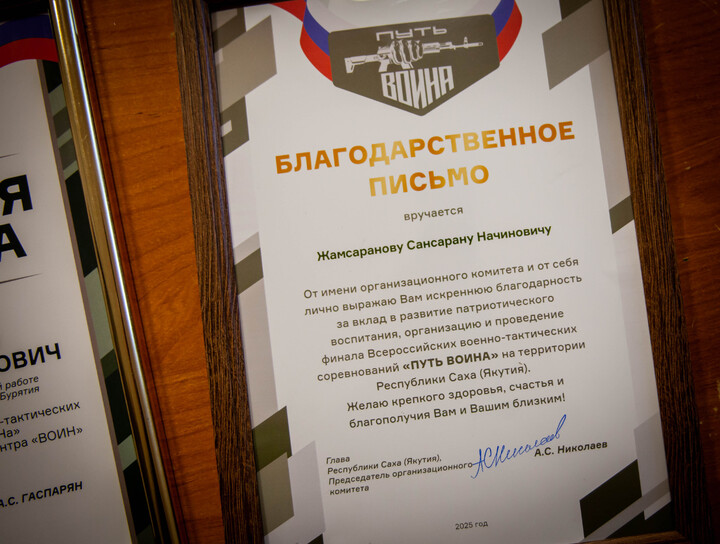 Я
А
ОВИЧ
й работе
Бурятия
-тактических
На»
нтра «ВОИН»
А.С. ГАСПАРЯН
ПУТЬ
ВОИНА
БЛАГОДАРСТВЕННОЕ
ПИСЬМО
вручается
Жамсаранову Сансарану Начиновичу
От имени организационного комитета и от себя
лично выражаю Вам искреннюю благодарность
за вклад в развитие патриотического
воспитания, организацию и проведение
финала Всероссийских военно-тактических
соревнований «ПУТЬ ВОИНА» на территории
Республики Саха (Якутия).
Желаю крепкого здоровья, счастья и
благополучия Вам и Вашим близким!
Глава
Республики Саха (Якутия),
Председатель организационного
комитета
А.С. Николаев
2025 год